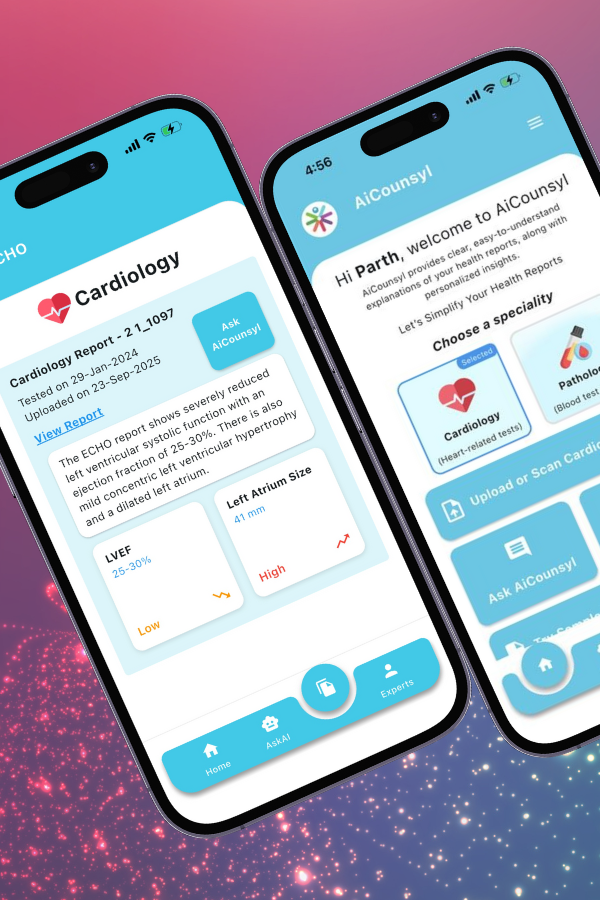 CHO
Cardiology
Cardiology Report - 2 1_1097
Tested on 29-Jan-2024
Uploaded on 23-Sep-2025
View Report
Ask
AiCounsyl
The ECHO report shows severely reduced
left ventricular systolic function with an
ejection fraction of 25-30%. There is also
mild concentric left ventricular hypertrophy
and a dilated left atrium.
LVEF
25-30%
Low
Left Atrium Size
41 mm
High
Home
AskAI
Experts
4:56
AiCounsyl
Hi Parth, welcome to AiCounsyl
AiCounsyl provides clear, easy-to-understand
explanations of your health reports, along with
personalized insights.
Let's Simplify Your Health Reports
Choose a speciality
Selected
Cardiology
(Heart-related tests)
Patholo
(Blood test
Upload or Scan Cardio
Ask AiCounsyl